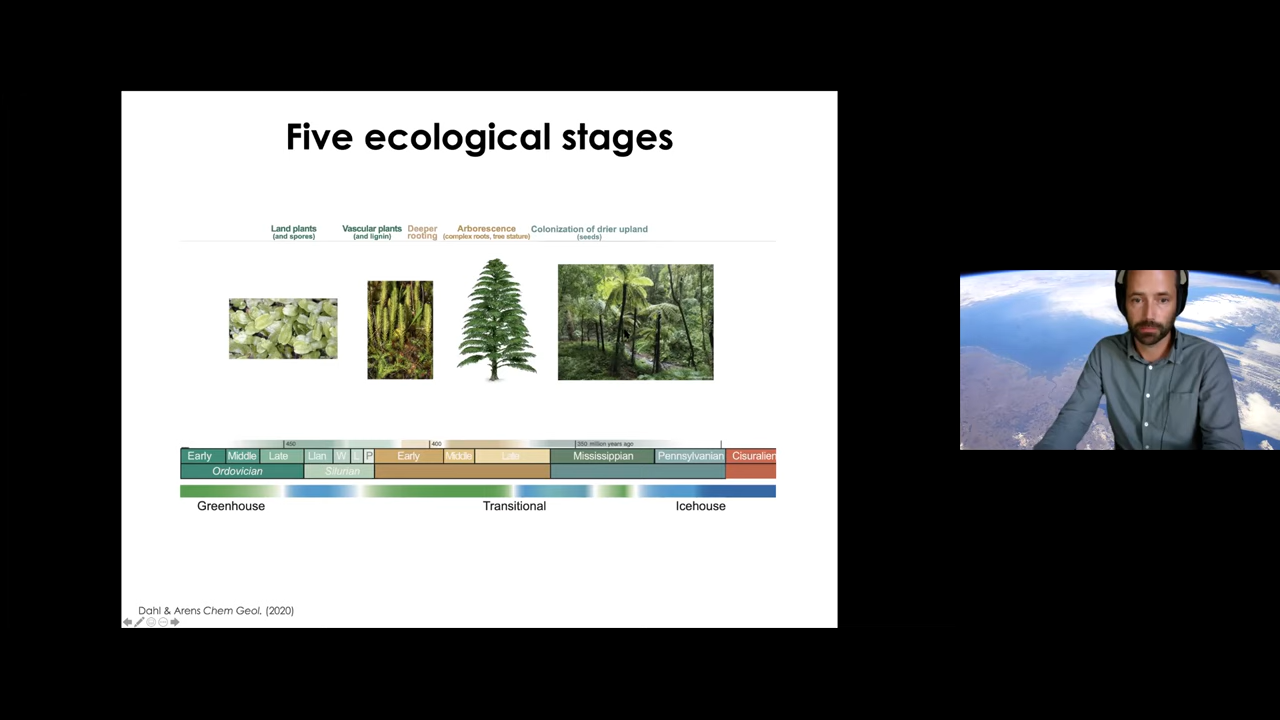 Five ecological stages
Land plants
(and spores)
Vascular plants
(and lignin)
Deeper
rooting
Arborescence
(complex roots, tree stature)
Colonization of drier upland
(seeds)
450
400
350 million years ago
Early
Middle
Late
Llan
W
L
P
Early
Middle
Late
Mississippian
Pennsylvanian
Cisuralien
Ordovician
Silurian
Greenhouse
Transitional
Icehouse
Dahl & Arens Chem Geol. (2020)